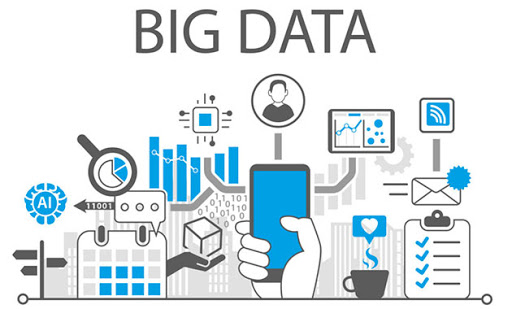 BIG DATA
AI
11001